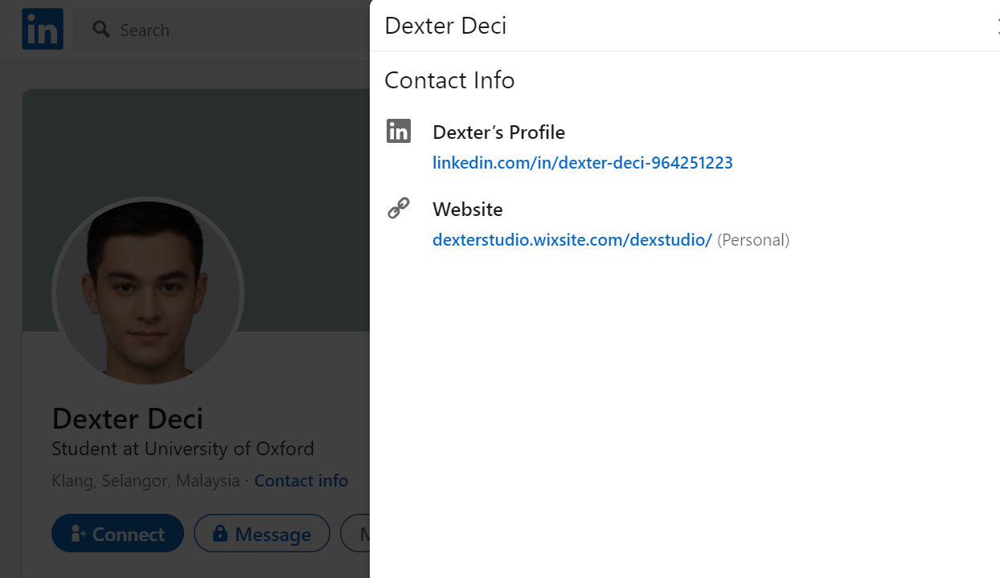 in
Search
Dexter Deci
Student at University of Oxford
Klang, Selangor, Malaysia · Contact info
Connect
Message
Dexter Deci
Contact Info
in
Dexter’s Profile
linkedin.com/in/dexter-deci-964251223
Website
dexterstudio.wixsite.com/dexstudio/ (Personal)